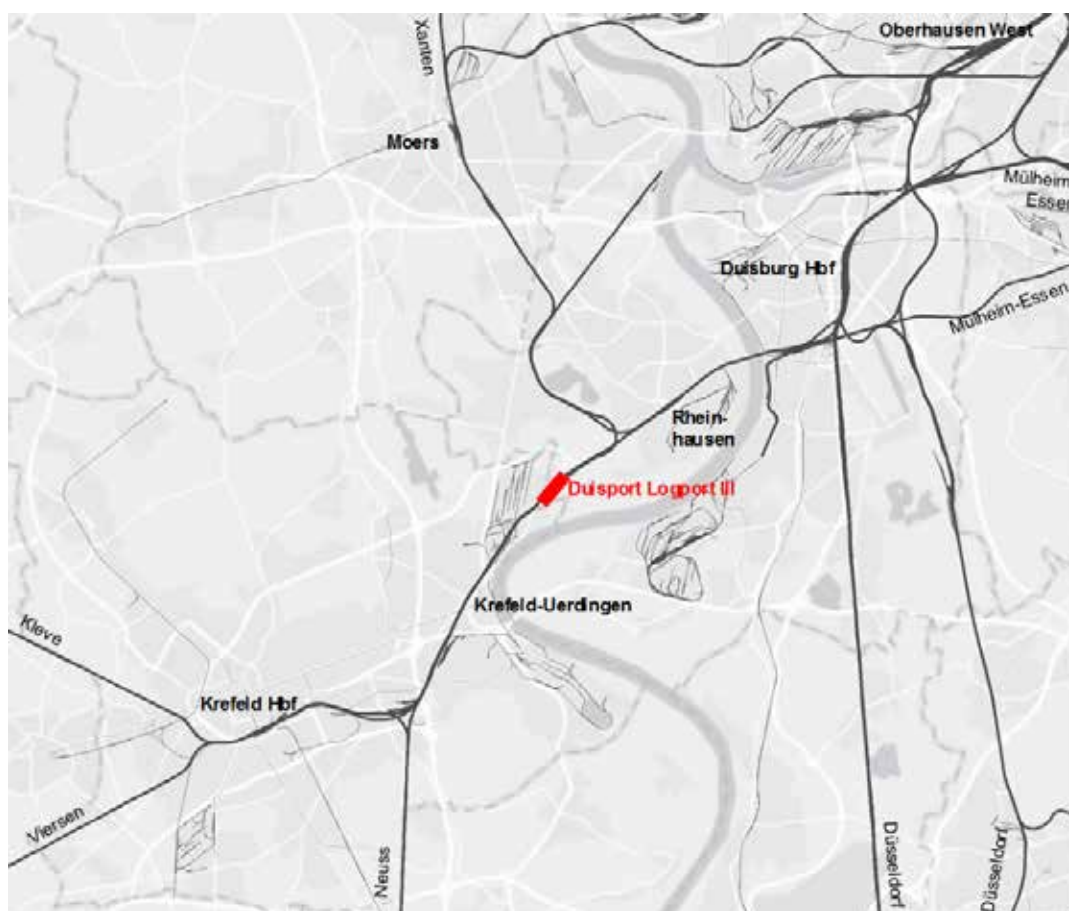 Xanten
Oberhausen West
Moers
Mülheim-
Essen
Duisburg Hbf
Mülheim-Essen
Rhein-
hausen
Duisport Logport III
Krefeld-Uerdingen
Kleve
Krefeld Hbf
Viersen
Neuss
Düsseldorf
Düsseldorf